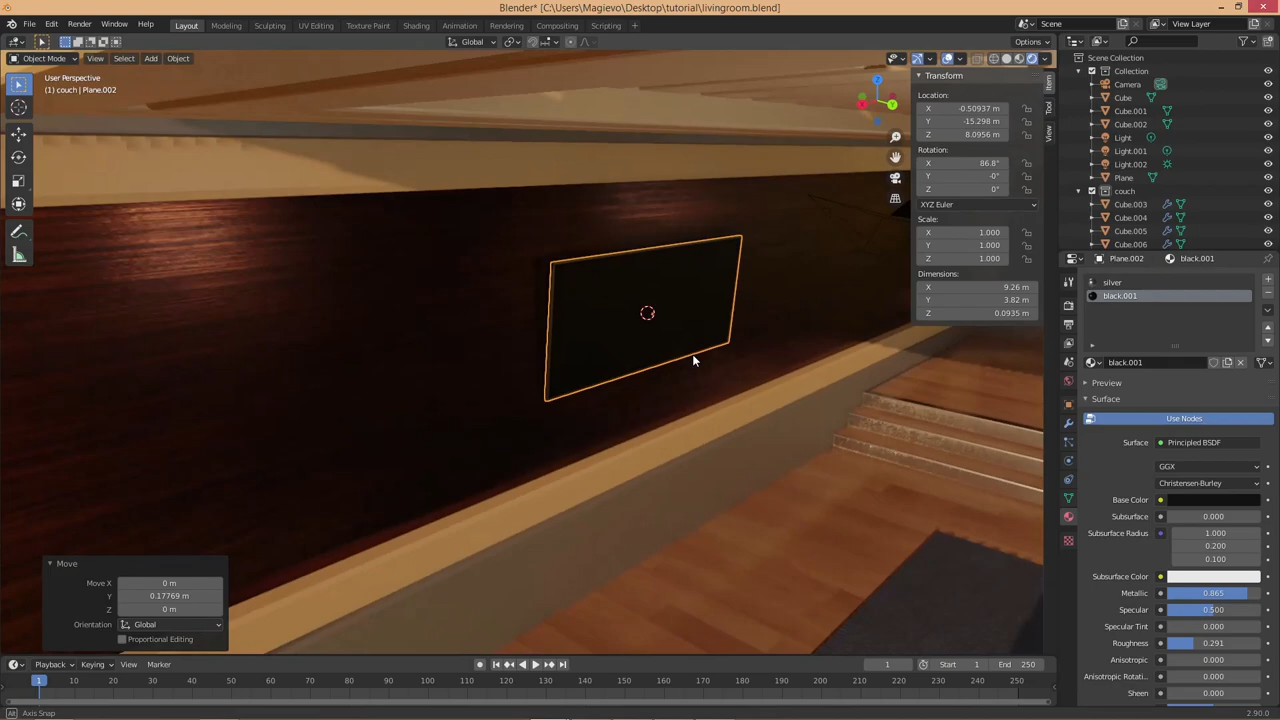 Blender* [C:\Users\Magievo\Desktop\tutorial\livingroom.blend]
File Edit Render Window Help
Layout Modeling Sculpting UV Editing Texture Paint Shading Animation Rendering Compositing Scripting +
Scene
View Layer
Global
Options
Object Mode View Select Add Object
User Perspective
(1) couch | Plane.002
Transform
Location:
X -0.50937 m
Y -15.298 m
Z 8.0956 m
Rotation:
X 86.8°
Y -0°
Z 0°
XYZ Euler
Scale:
X 1.000
Y 1.000
Z 1.000
Dimensions:
X 9.26 m
Y 3.82 m
Z 0.0935 m
Item
Tool
View
Scene Collection
Collection
Camera
Cube
Cube.001
Cube.002
Light
Light.001
Light.002
Plane
couch
Cube.003
Cube.004
Cube.005
Cube.006
Plane.002 black.001
silver
black.001
black.001
Preview
Surface
Use Nodes
Surface Principled BSDF
GGX
Christensen-Burley
Base Color
Subsurface 0.000
Subsurface Radius 1.000
0.200
0.100
Subsurface Color
Metallic 0.865
Specular 0.500
Specular Tint 0.000
Roughness 0.291
Anisotropic 0.000
Anisotropic Rotati.. 0.000
Sheen 0.000
Move
Move X 0 m
Y 0.17769 m
Z 0 m
Orientation Global
Proportional Editing
Playback Keying View Marker
1 Start 1 End 250
1 10 20 30 40 50 60 70 80 90 100 110 120 130 140 150 160 170 180 190 200 210 220 230 240 250
Axis Snap
2.90.0